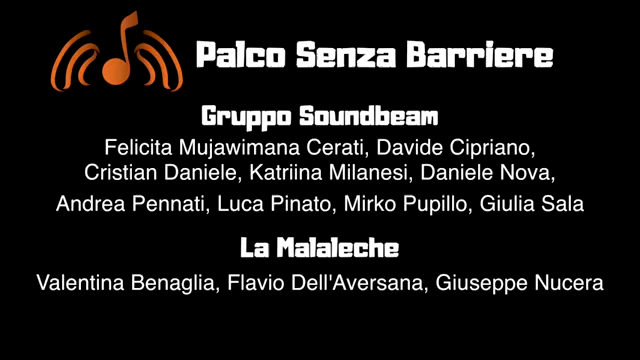 Palco Senza Barriere
Gruppo Soundbeam
Felicita Mujawimana Cerati, Davide Cipriano,
Cristian Daniele, Katriina Milanesi, Daniele Nova,
Andrea Pennati, Luca Pinato, Mirko Pupillo, Giulia Sala
La Malaleche
Valentina Benaglia, Flavio Dell'Aversana, Giuseppe Nucera